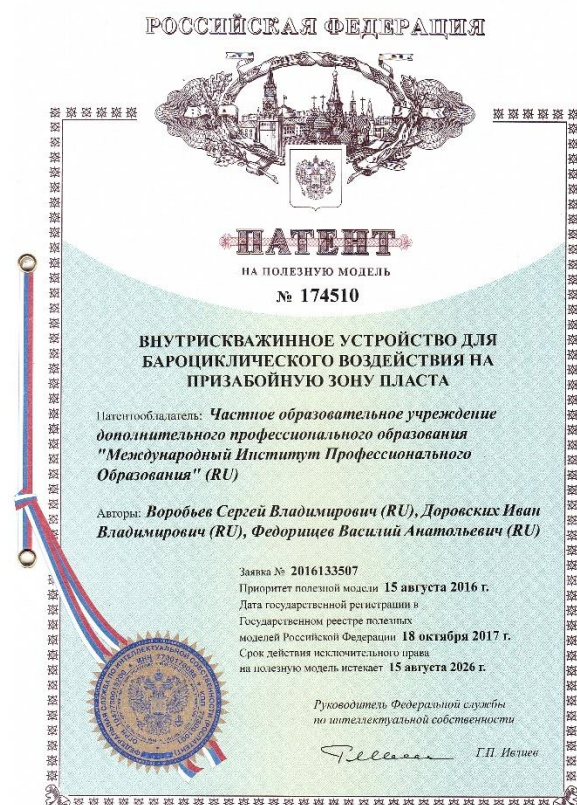 РОССИЙСКАЯ ФЕДЕРАЦИЯ
ПАТЕНТ
НА ПОЛЕЗНУЮ МОДЕЛЬ
№ 174510
ВНУТРИСКВАЖИННОЕ УСТРОЙСТВО ДЛЯ
БАРОЦИКЛИЧЕСКОГО ВОЗДЕЙСТВИЯ НА
ПРИЗАБОЙНУЮ ЗОНУ ПЛАСТА
Патентообладатель: Частное образовательное учреждение
дополнительного профессионального образования
"Международный Институт Профессионального
Образования" (RU)
Авторы: Воробьев Сергей Владимирович (RU), Доровских Иван
Владимирович (RU), Федорищев Василий Анатольевич (RU)
Заявка № 2016133507
Приоритет полезной модели 15 августа 2016 г.
Дата государственной регистрации в
Государственном реестре полезных
моделей Российской Федерации 18 октября 2017 г.
Срок действия исключительного права
на полезную модель истекает 15 августа 2026 г.
Руководитель Федеральной службы
по интеллектуальной собственности
Г.П. Ивлиев